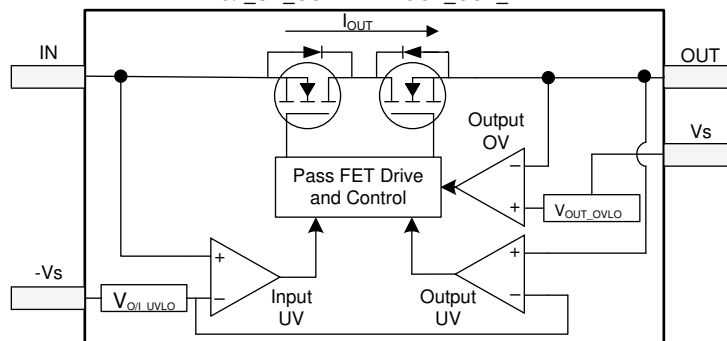 I_OUT
IN
OUT
Output
OV
Vs
Pass FET Drive
and Control
V_OUT_OVLO
-Vs
V_O/I_UVLO
Input
UV
Output
UV